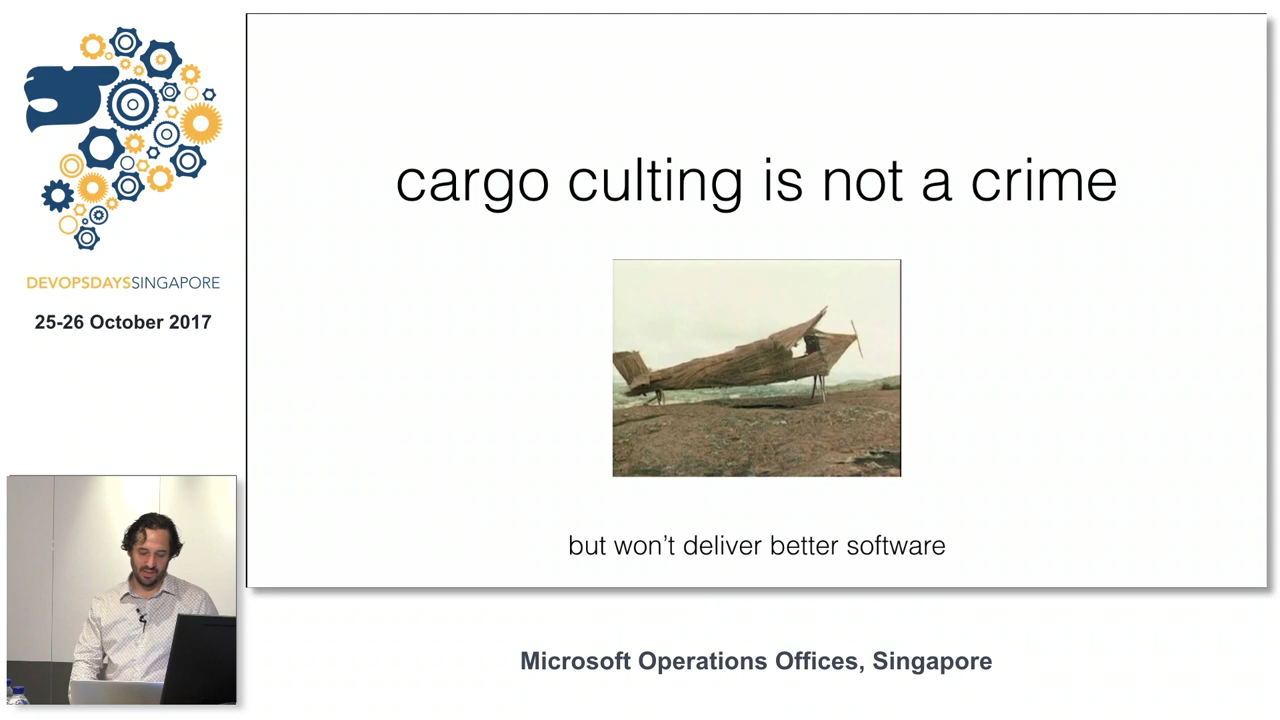 DEVOPSDAYSSINGAPORE
25-26 October 2017
cargo culting is not a crime
but won't deliver better software
Microsoft Operations Offices, Singapore